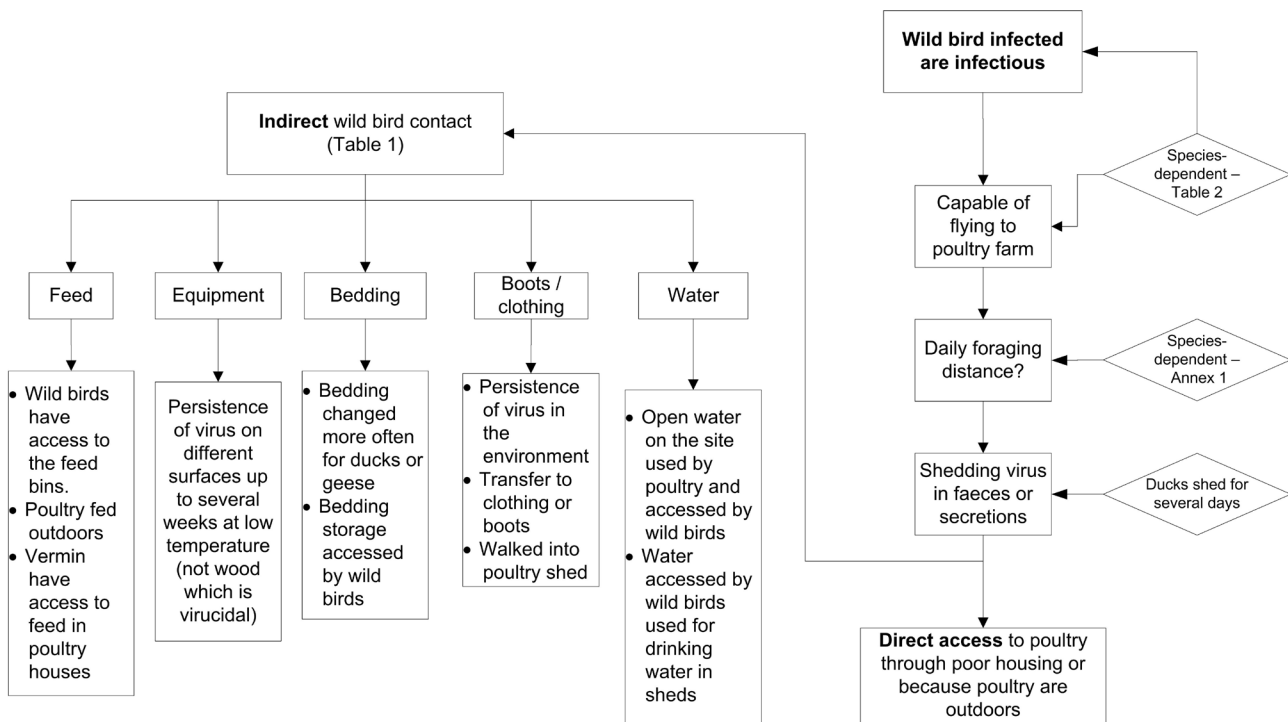 Wild bird infected
are infectious
Indirect wild bird contact
(Table 1)
Species-
dependent –
Table 2
Capable of
flying to
poultry farm
Feed
Equipment
Bedding
Boots /
clothing
Water
Daily foraging
distance?
Species-
dependent –
Annex 1
• Wild birds
have
access to
the feed
bins.
• Poultry fed
outdoors
• Vermin have
access to
feed in
poultry
houses
Persistence
of virus on
different
surfaces up
to several
weeks at low
temperature
(not wood
which is
virucidal)
• Bedding
changed
more often
for ducks or
geese
• Bedding
storage
accessed
by wild
birds
• Persistence
of virus in
the
environment
• Transfer to
clothing or
boots
• Walked into
poultry shed
• Open water
on the site
used by
poultry and
accessed by
wild birds
• Water
accessed by
wild birds
used for
drinking
water in
sheds
Shedding virus
in faeces or
secretions
Ducks shed for
several days
Direct access to poultry
through poor housing or
because poultry are
outdoors